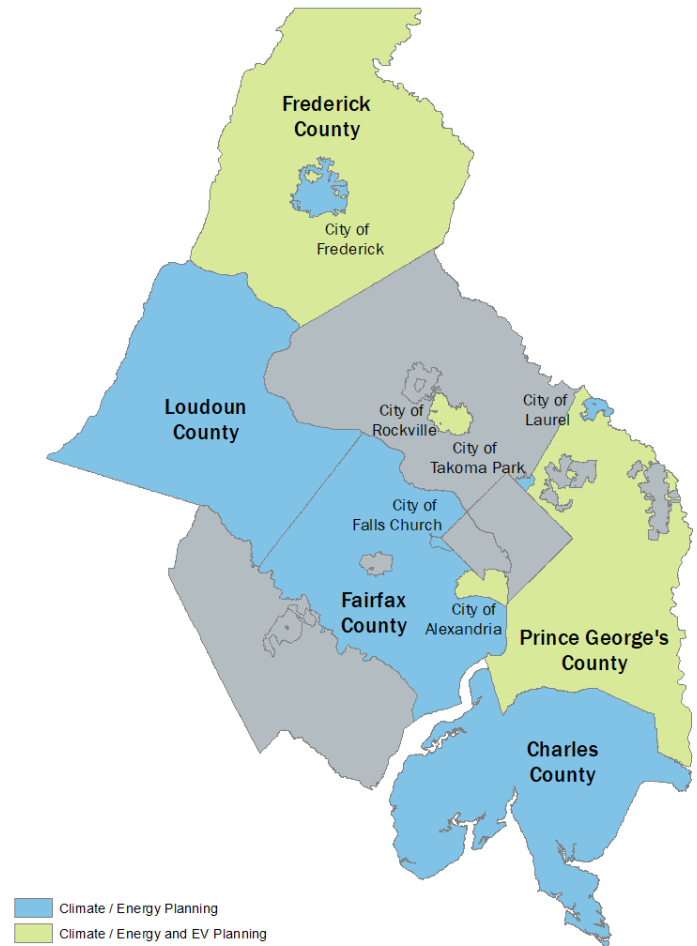 Frederick
County
City of
Frederick
Loudoun
County
City of
Rockville
City of
Laurel
City of
Takoma Park
City of
Falls Church
Fairfax
County
City of
Alexandria
Prince George's
County
Charles
County
Climate / Energy Planning
Climate / Energy and EV Planning